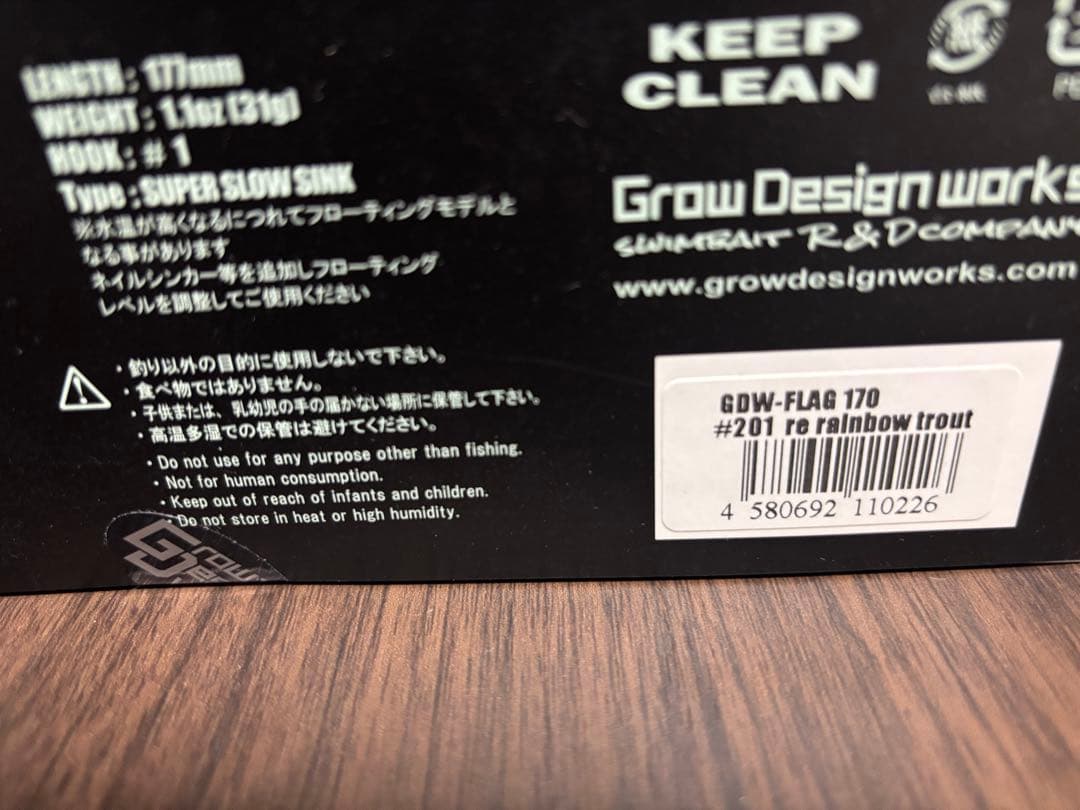 LENGTH : 177mm
WEIGHT : 1.1oz(31g)
HOOK : #1
Type : SUPER SLOW SINK
※水温が高くなるにつれてフローティングモデルと
なる事があります
ネイルシンカー等を追加しフローティング
レベルを調整してご使用ください
・釣り以外の目的に使用しないで下さい。
・食べ物ではありません。
・子供または、乳幼児の手の届かない場所に保管して下さい。
・高温多湿での保管は避けてください。
・Do not use for any purpose other than fishing.
・Not for human consumption.
・Keep out of reach of infants and children.
Do not store in heat or high humidity.
KEEP
CLEAN
Grow Design works
SWIMBAIT R&D COMPANY
www.growdesignworks.com
GDW-FLAG 170
#201 re rainbow trout
4 580692 110226